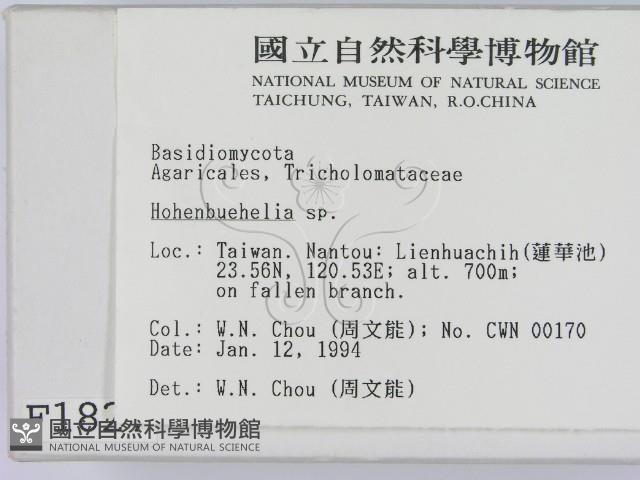 國立自然科學博物館
NATIONAL MUSEUM OF NATURAL SCIENCE
TAICHUNG, TAIWAN, R.O.CHINA
Basidiomycota
Agaricales, Tricholomataceae
Hohenbuehelia sp.
Loc.: Taiwan. Nantou: Lienhuachih(蓮華池)
23.56N, 120.53E; alt. 700m;
on fallen branch.
Col.: W.N. Chou (周文能); No. CWN 00170
Date: Jan. 12, 1994
Det.: W.N. Chou (周文能)
國立自然科學博物館
NATIONAL MUSEUM OF NATURAL SCIENCE